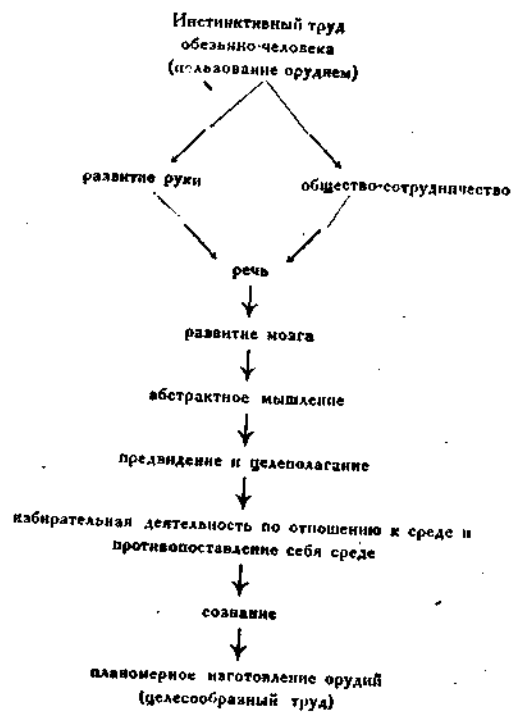 Инстинктивный труд
обезьяно-человека
(пользование орудием)
развитие руки
общество-сотрудничество
речь
развитие мозга
абстрактное мышление
предвидение и целеполагание
избирательная деятельность по отношению к среде и
противопоставление себя среде
сознание
планомерное изготовление орудий
(целесообразный труд)